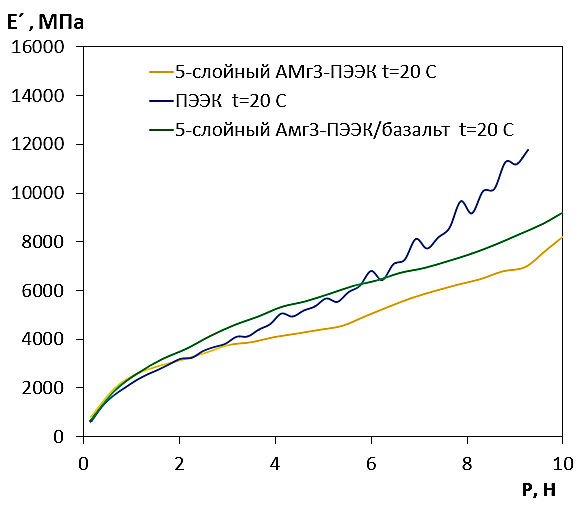 E´, МПа
16000
5-слойный АМг3-ПЭЭК t=20 С
14000
ПЭЭК t=20 С
5-слойный Амг3-ПЭЭК/базальт t=20 С
12000
10000
8000
6000
4000
2000
0
0 2 4 6 8 10
P, Н